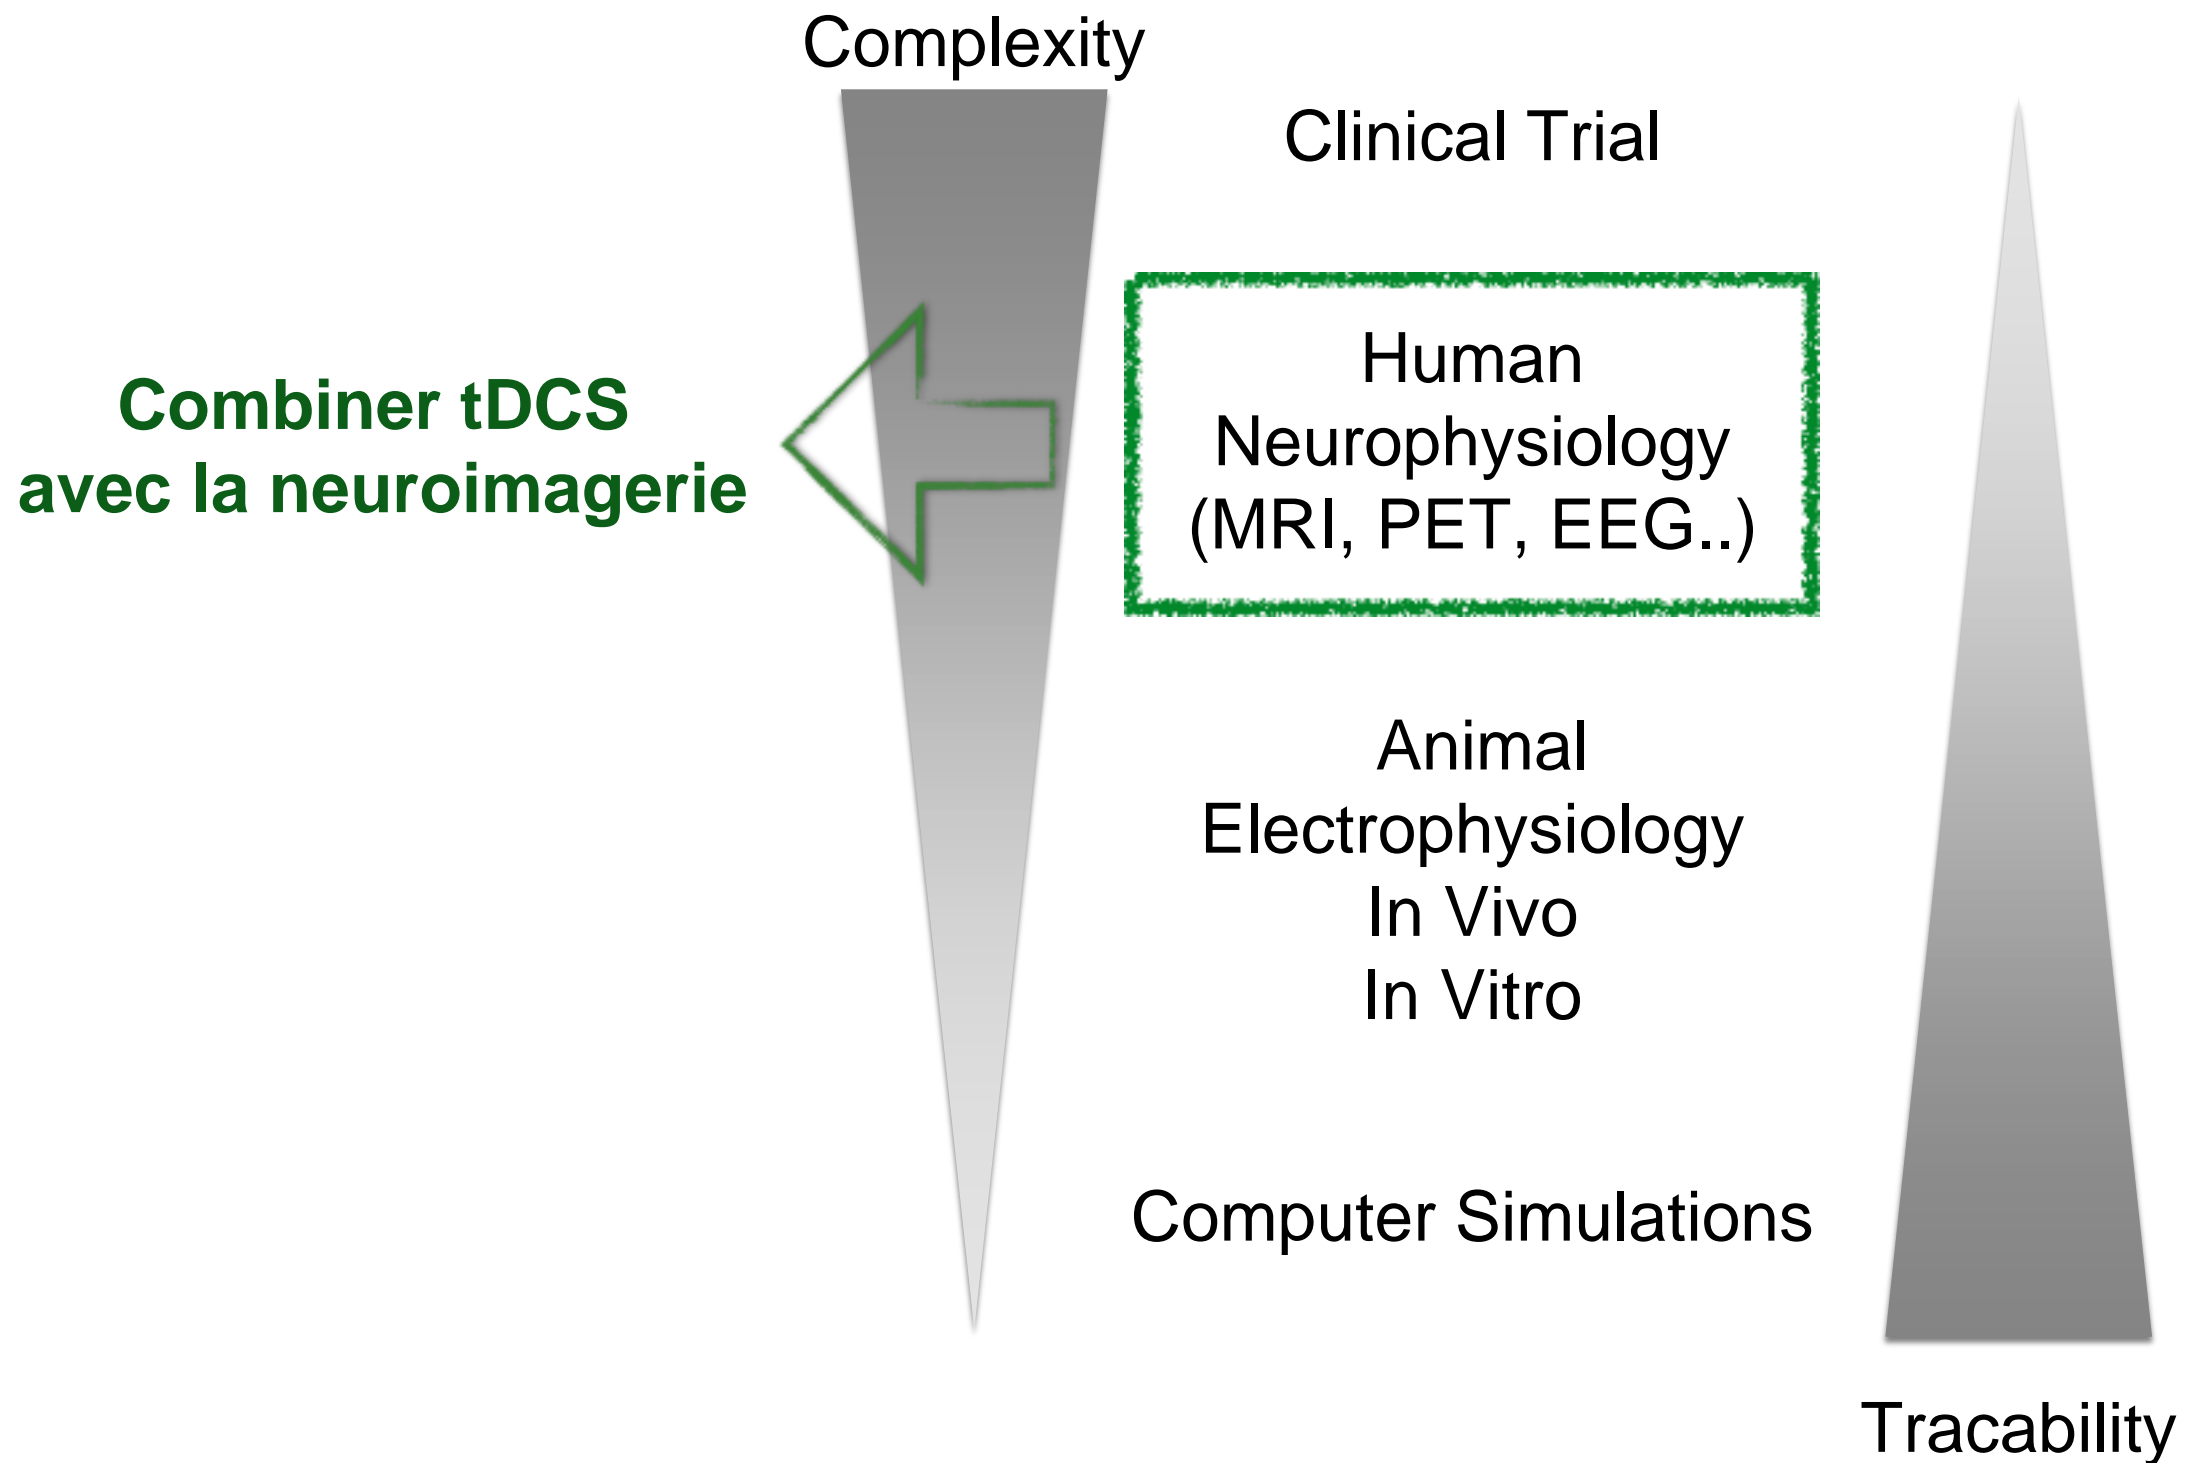 Complexity
Clinical Trial
Combiner tDCS
avec la neuroimagerie
Human
Neurophysiology
(MRI, PET, EEG..)
Animal
Electrophysiology
In Vivo
In Vitro
Computer Simulations
Tracability